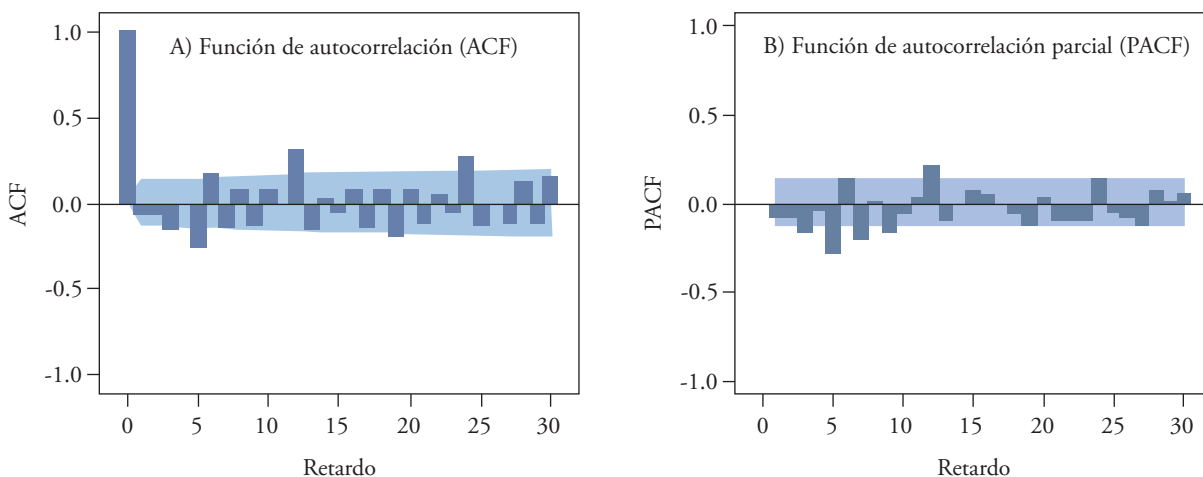 A) Función de autocorrelación (ACF)
1.0
0.5
0.0
-0.5
-1.0
ACF
0 5 10 15 20 25 30
Retardo
B) Función de autocorrelación parcial (PACF)
1.0
0.5
0.0
-0.5
-1.0
PACF
0 5 10 15 20 25 30
Retardo